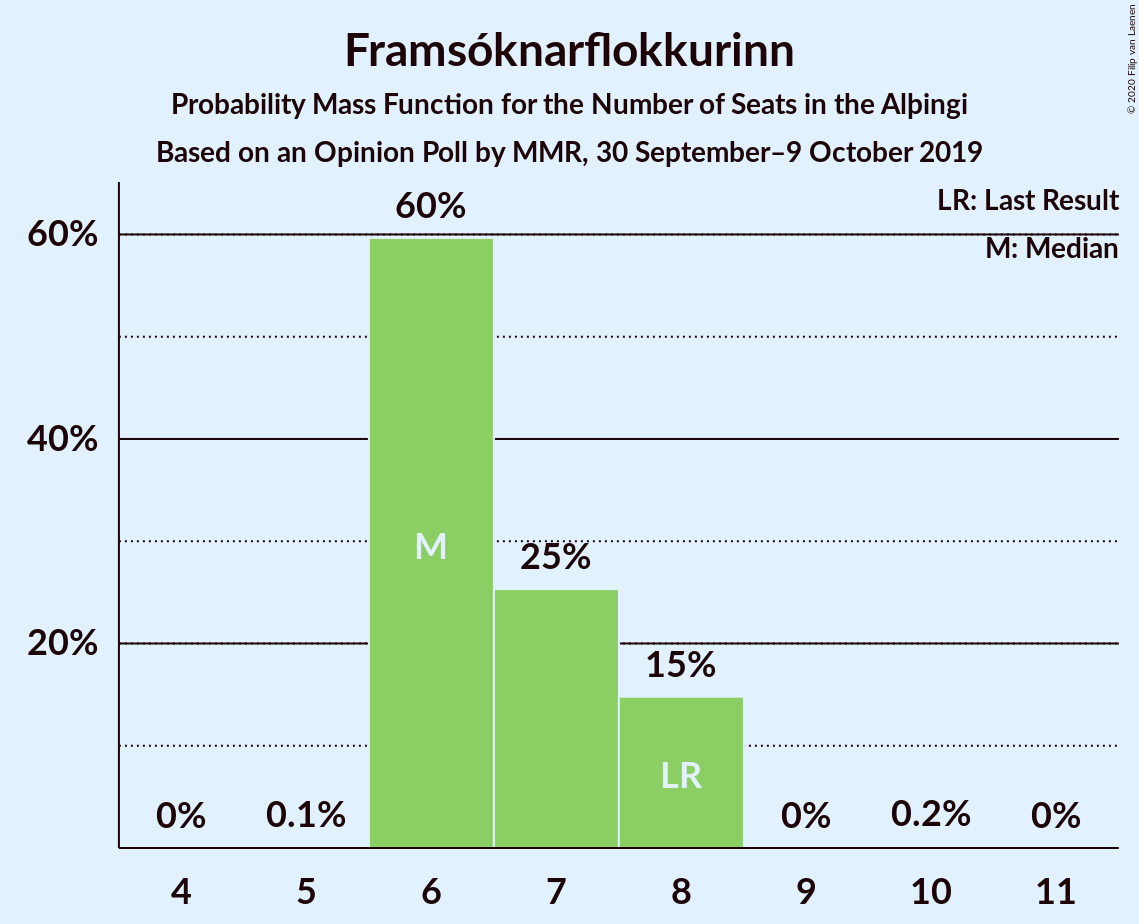 Framsóknarflokkurinn
Probability Mass Function for the Number of Seats in the Alþingi
Based on an Opinion Poll by MMR, 30 September–9 October 2019
© 2020 Filip van Laenen
LR: Last Result
M: Median
60%
40%
20%
60%
25%
15%
0%
0.1%
0%
0.2%
0%
M
LR
4 5 6 7 8 9 10 11